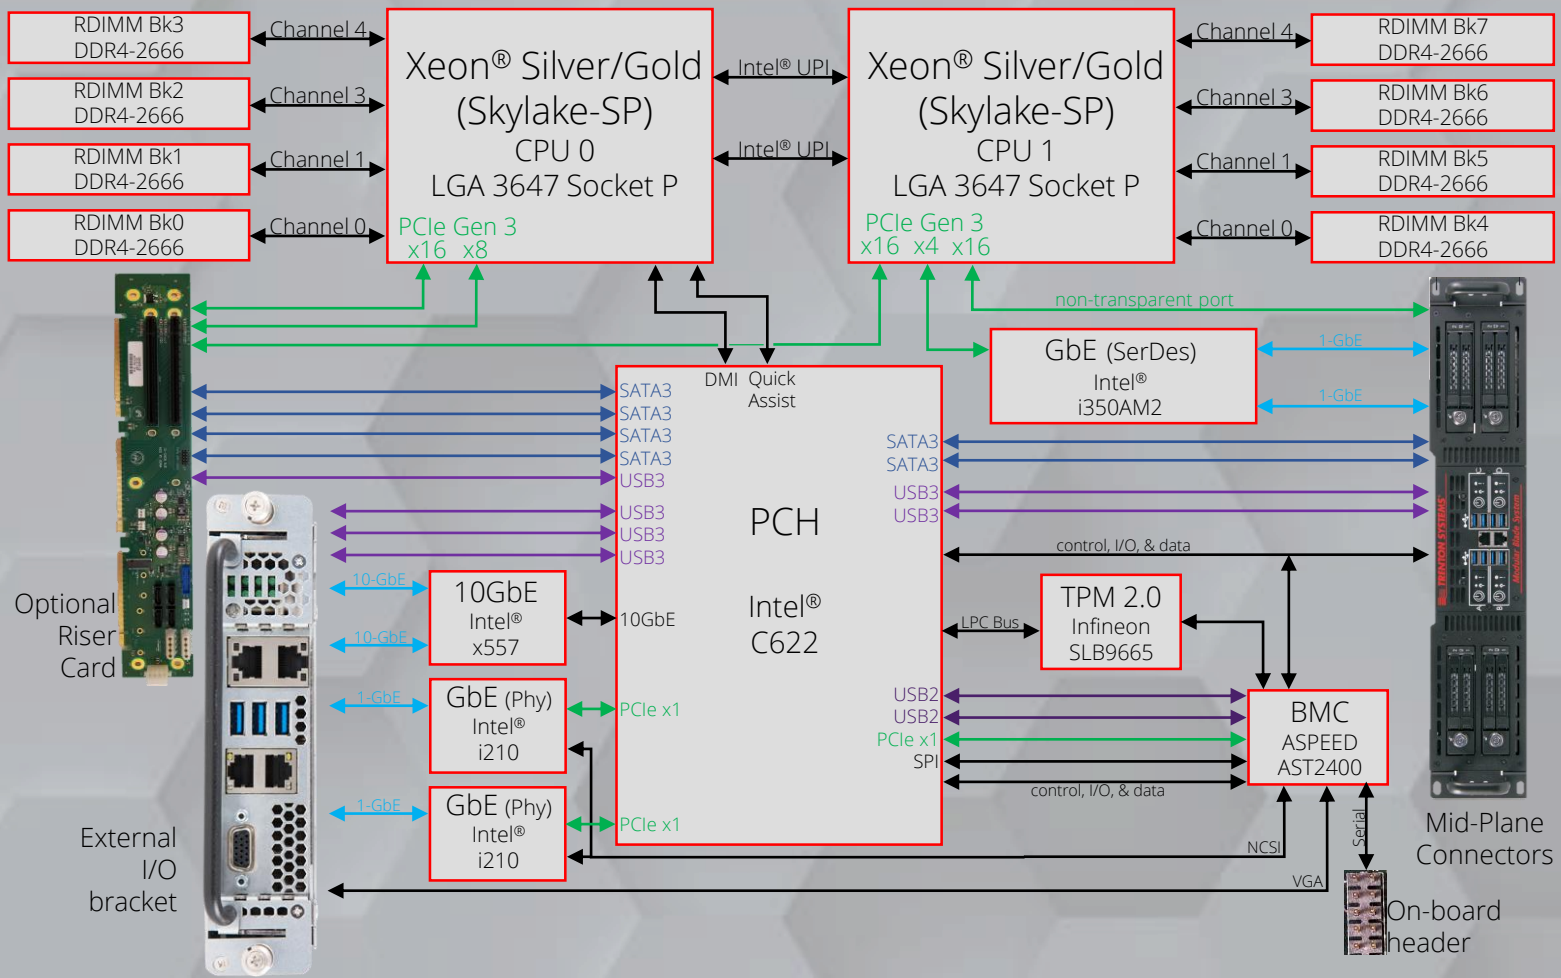 RDIMM Bk3
DDR4-2666
Channel 4
RDIMM Bk2
DDR4-2666
Channel 3
RDIMM Bk1
DDR4-2666
Channel 1
RDIMM Bk0
DDR4-2666
Channel 0
Xeon® Silver/Gold
(Skylake-SP)
CPU 0
LGA 3647 Socket P
PCIe Gen 3
x16 x8
Intel® UPI
Intel® UPI
Xeon® Silver/Gold
(Skylake-SP)
CPU 1
LGA 3647 Socket P
PCIe Gen 3
x16 x4 x16
Channel 4
RDIMM Bk7
DDR4-2666
Channel 3
RDIMM Bk6
DDR4-2666
Channel 1
RDIMM Bk5
DDR4-2666
Channel 0
RDIMM Bk4
DDR4-2666
non-transparent port
GbE (SerDes)
Intel®
i350AM2
1-GbE
1-GbE
DMI
Quick
Assist
SATA3
SATA3
SATA3
SATA3
USB3
USB3
USB3
USB3
10GbE
PCIe x1
PCIe x1
PCH
Intel®
C622
SATA3
SATA3
USB3
USB3
control, I/O, & data
LPC Bus
TPM 2.0
Infineon
SLB9665
USB2
USB2
PCIe x1
SPI
control, I/O, & data
BMC
ASPEED
AST2400
NCSI
VGA
Serial
10-GbE
10-GbE
10GbE
Intel®
x557
1-GbE
GbE (Phy)
Intel®
i210
1-GbE
GbE (Phy)
Intel®
i210
Optional
Riser
Card
External
I/O
bracket
TRENTON SYSTEMS
Modular Blade System
Mid-Plane
Connectors
On-board
header